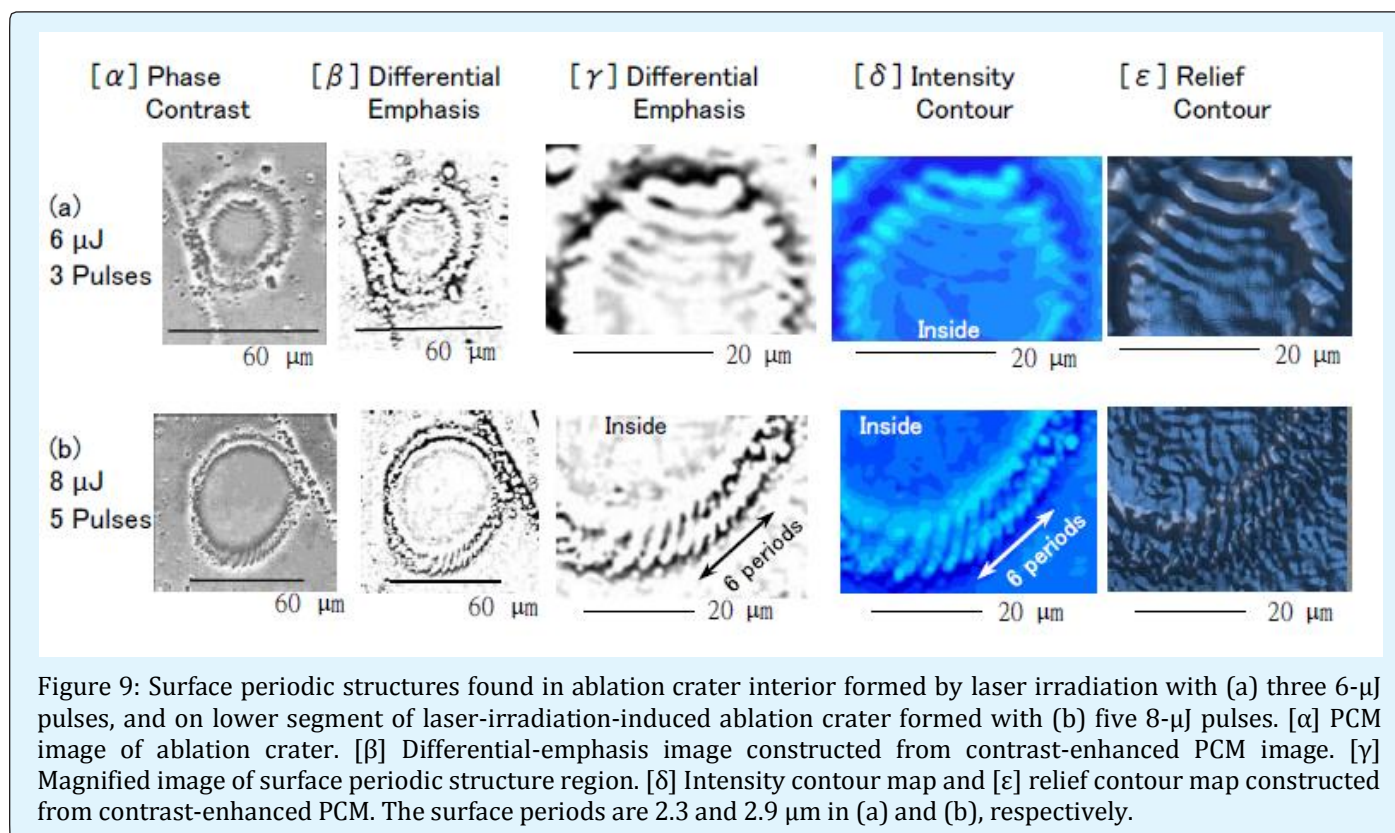 [α] Phase Contrast
[β] Differential Emphasis
[γ] Differential Emphasis
[δ] Intensity Contour
[ε] Relief Contour
(a)
6 μJ
3 Pulses
60 μm
60 μm
Inside
20 μm
20 μm
20 μm
(b)
8 μJ
5 Pulses
Inside
Inside
6 periods
6 periods
60 μm
60 μm
20 μm
20 μm
20 μm
Figure 9: Surface periodic structures found in ablation crater interior formed by laser irradiation with (a) three 6-μJ
pulses, and on lower segment of laser-irradiation-induced ablation crater formed with (b) five 8-μJ pulses. [α] PCM
image of ablation crater. [β] Differential-emphasis image constructed from contrast-enhanced PCM image. [γ]
Magnified image of surface periodic structure region. [δ] Intensity contour map and [ε] relief contour map constructed
from contrast-enhanced PCM. The surface periods are 2.3 and 2.9 μm in (a) and (b), respectively.